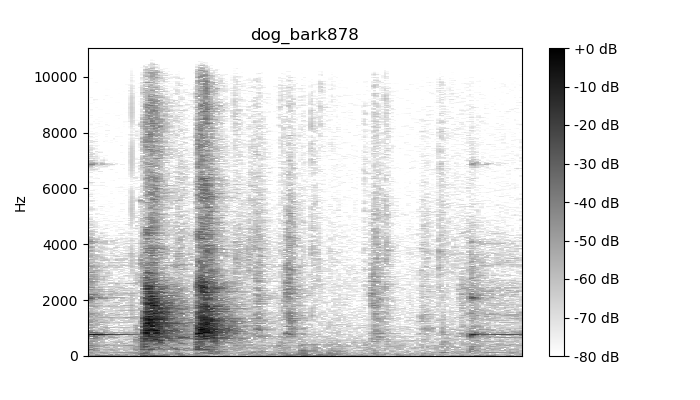 dog_bark878
Hz
10000
8000
6000
4000
2000
0
+0 dB
-10 dB
-20 dB
-30 dB
-40 dB
-50 dB
-60 dB
-70 dB
-80 dB